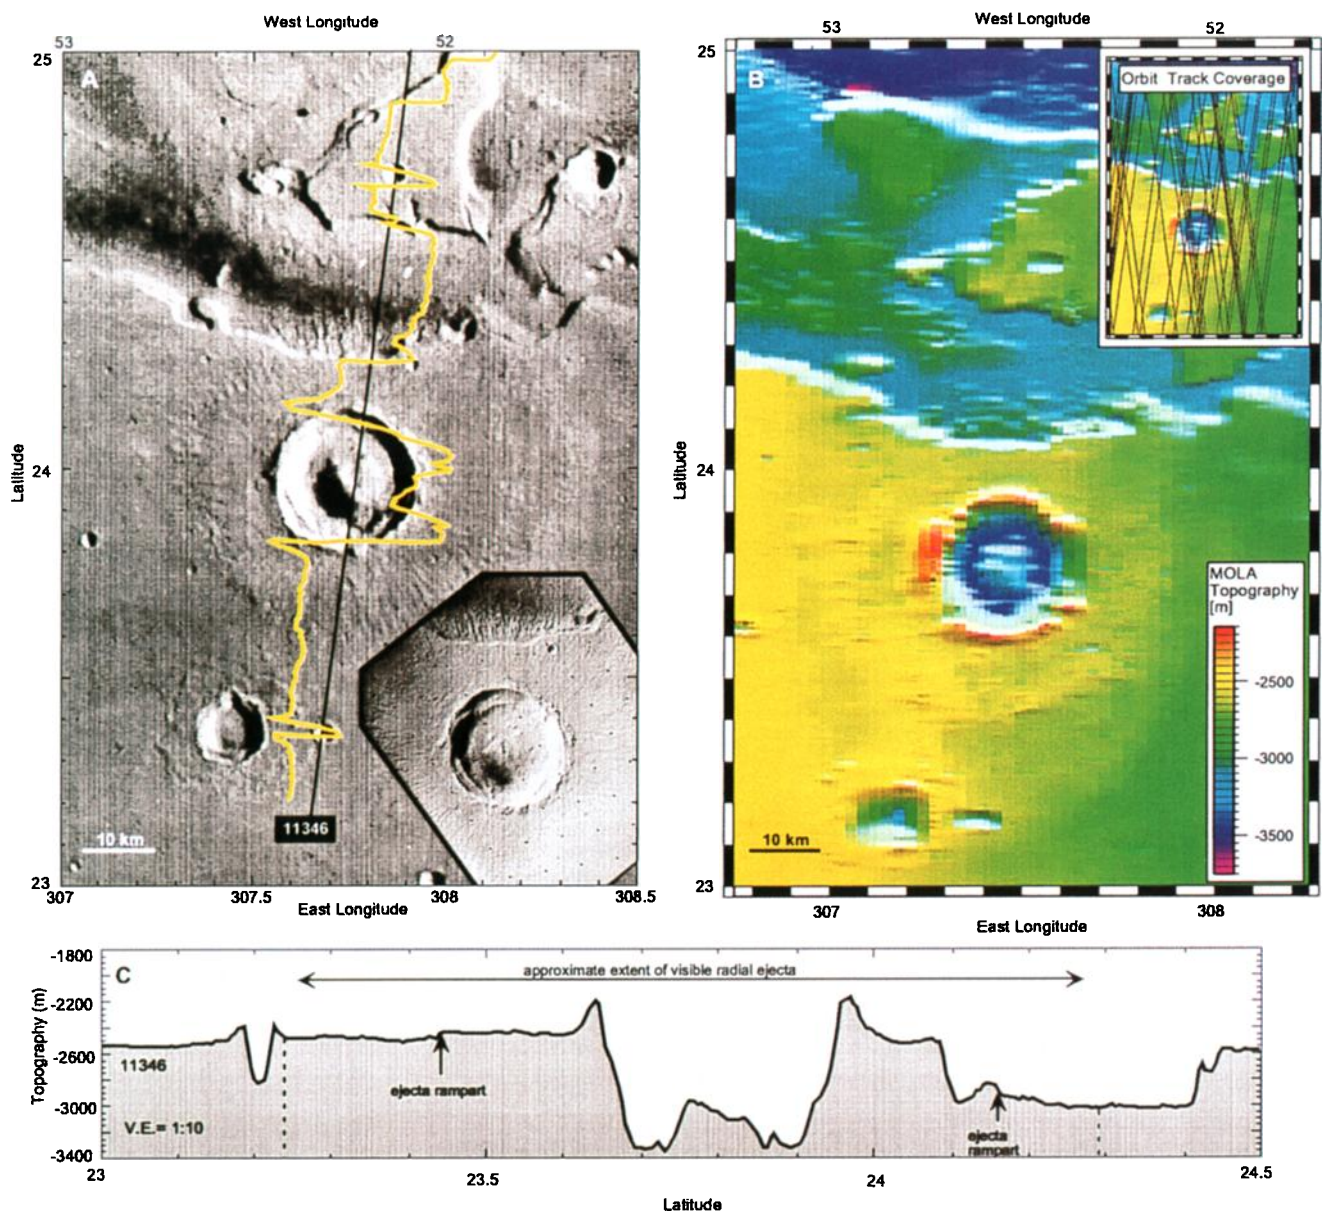 West Longitude
53
52
25
A
24
Latitude
11346
10 km
23
307
307.5
308
308.5
East Longitude
West Longitude
53
52
25
B
Orbit Track Coverage
24
Latitude
MOLA
Topography
[m]
-2500
-3000
-3500
10 km
23
307
308
East Longitude
-1800
C
approximate extent of visible radial ejecta
-2200
-2600
11346
ejecta rampart
-3000
V.E.= 1:10
ejecta
rampart
-3400
Topography (m)
23
23.5
24
24.5
Latitude